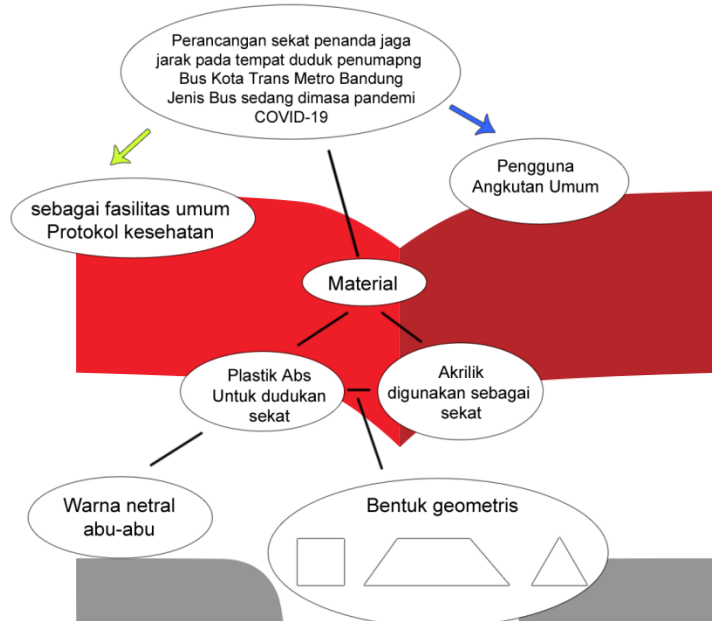 Perancangan sekat penanda jaga
jarak pada tempat duduk penumapng
Bus Kota Trans Metro Bandung
Jenis Bus sedang dimasa pandemi
COVID-19
Pengguna
Angkutan Umum
sebagai fasilitas umum
Protokol kesehatan
Material
Plastik Abs
Untuk dudukan
sekat
Akrilik
digunakan sebagai
sekat
Warna netral
abu-abu
Bentuk geometris